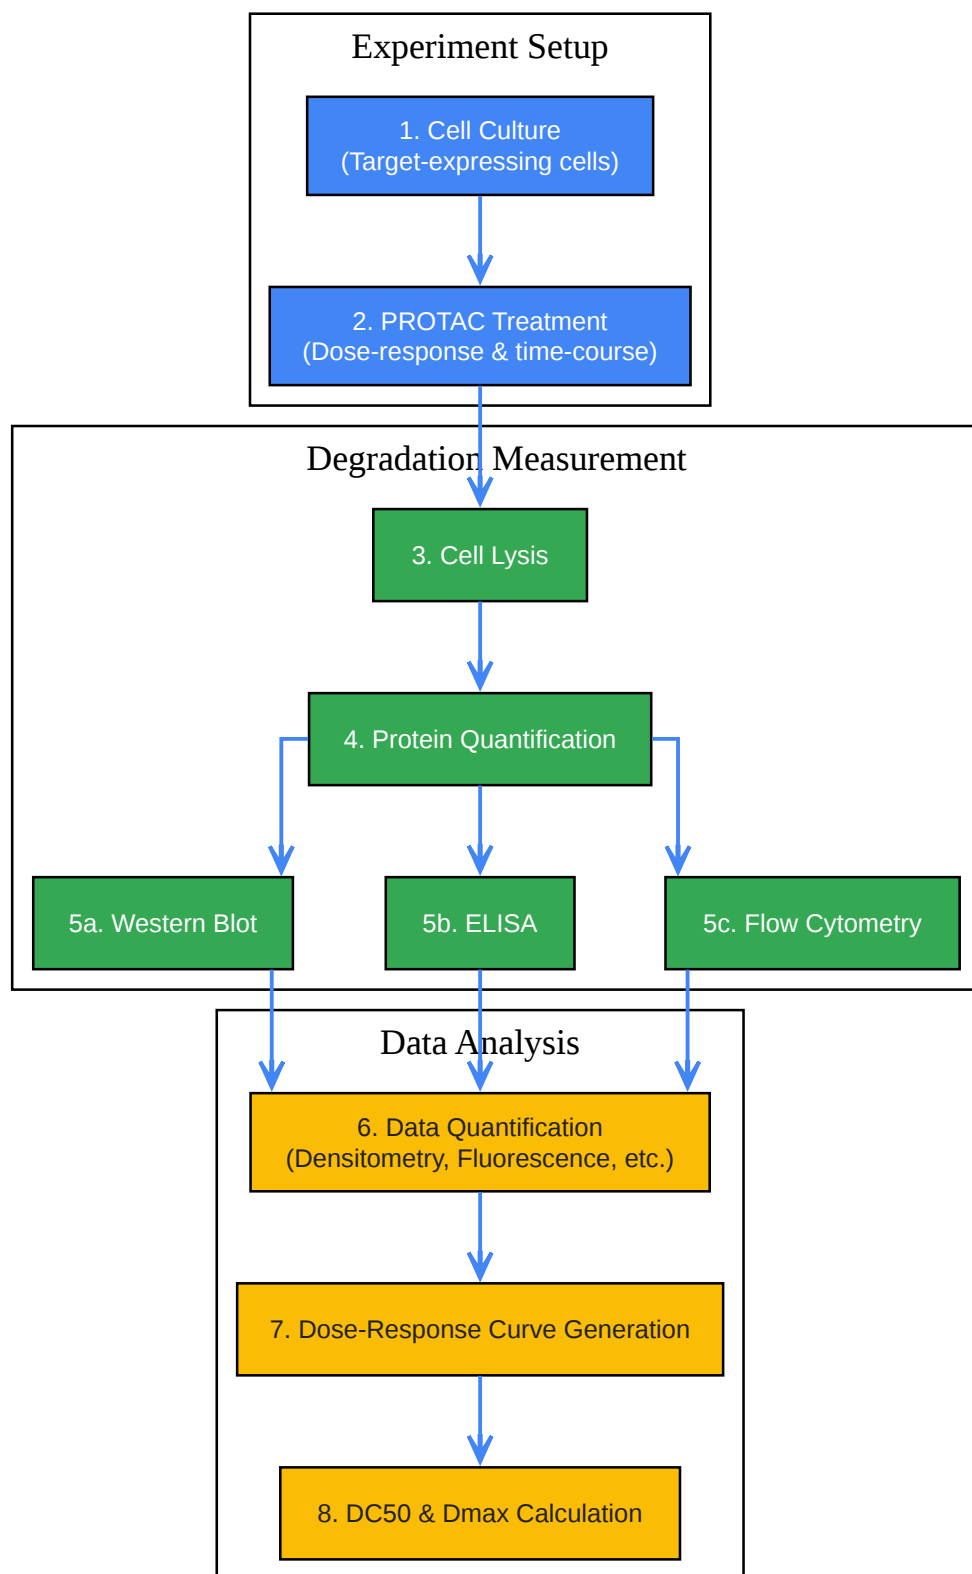 Experiment Setup
1. Cell Culture
(Target-expressing cells)
2. PROTAC Treatment
(Dose-response & time-course)
Degradation Measurement
3. Cell Lysis
4. Protein Quantification
5a. Western Blot
5b. ELISA
5c. Flow Cytometry
Data Analysis
6. Data Quantification
(Densitometry, Fluorescence, etc.)
7. Dose-Response Curve Generation
8. DC50 & Dmax Calculation